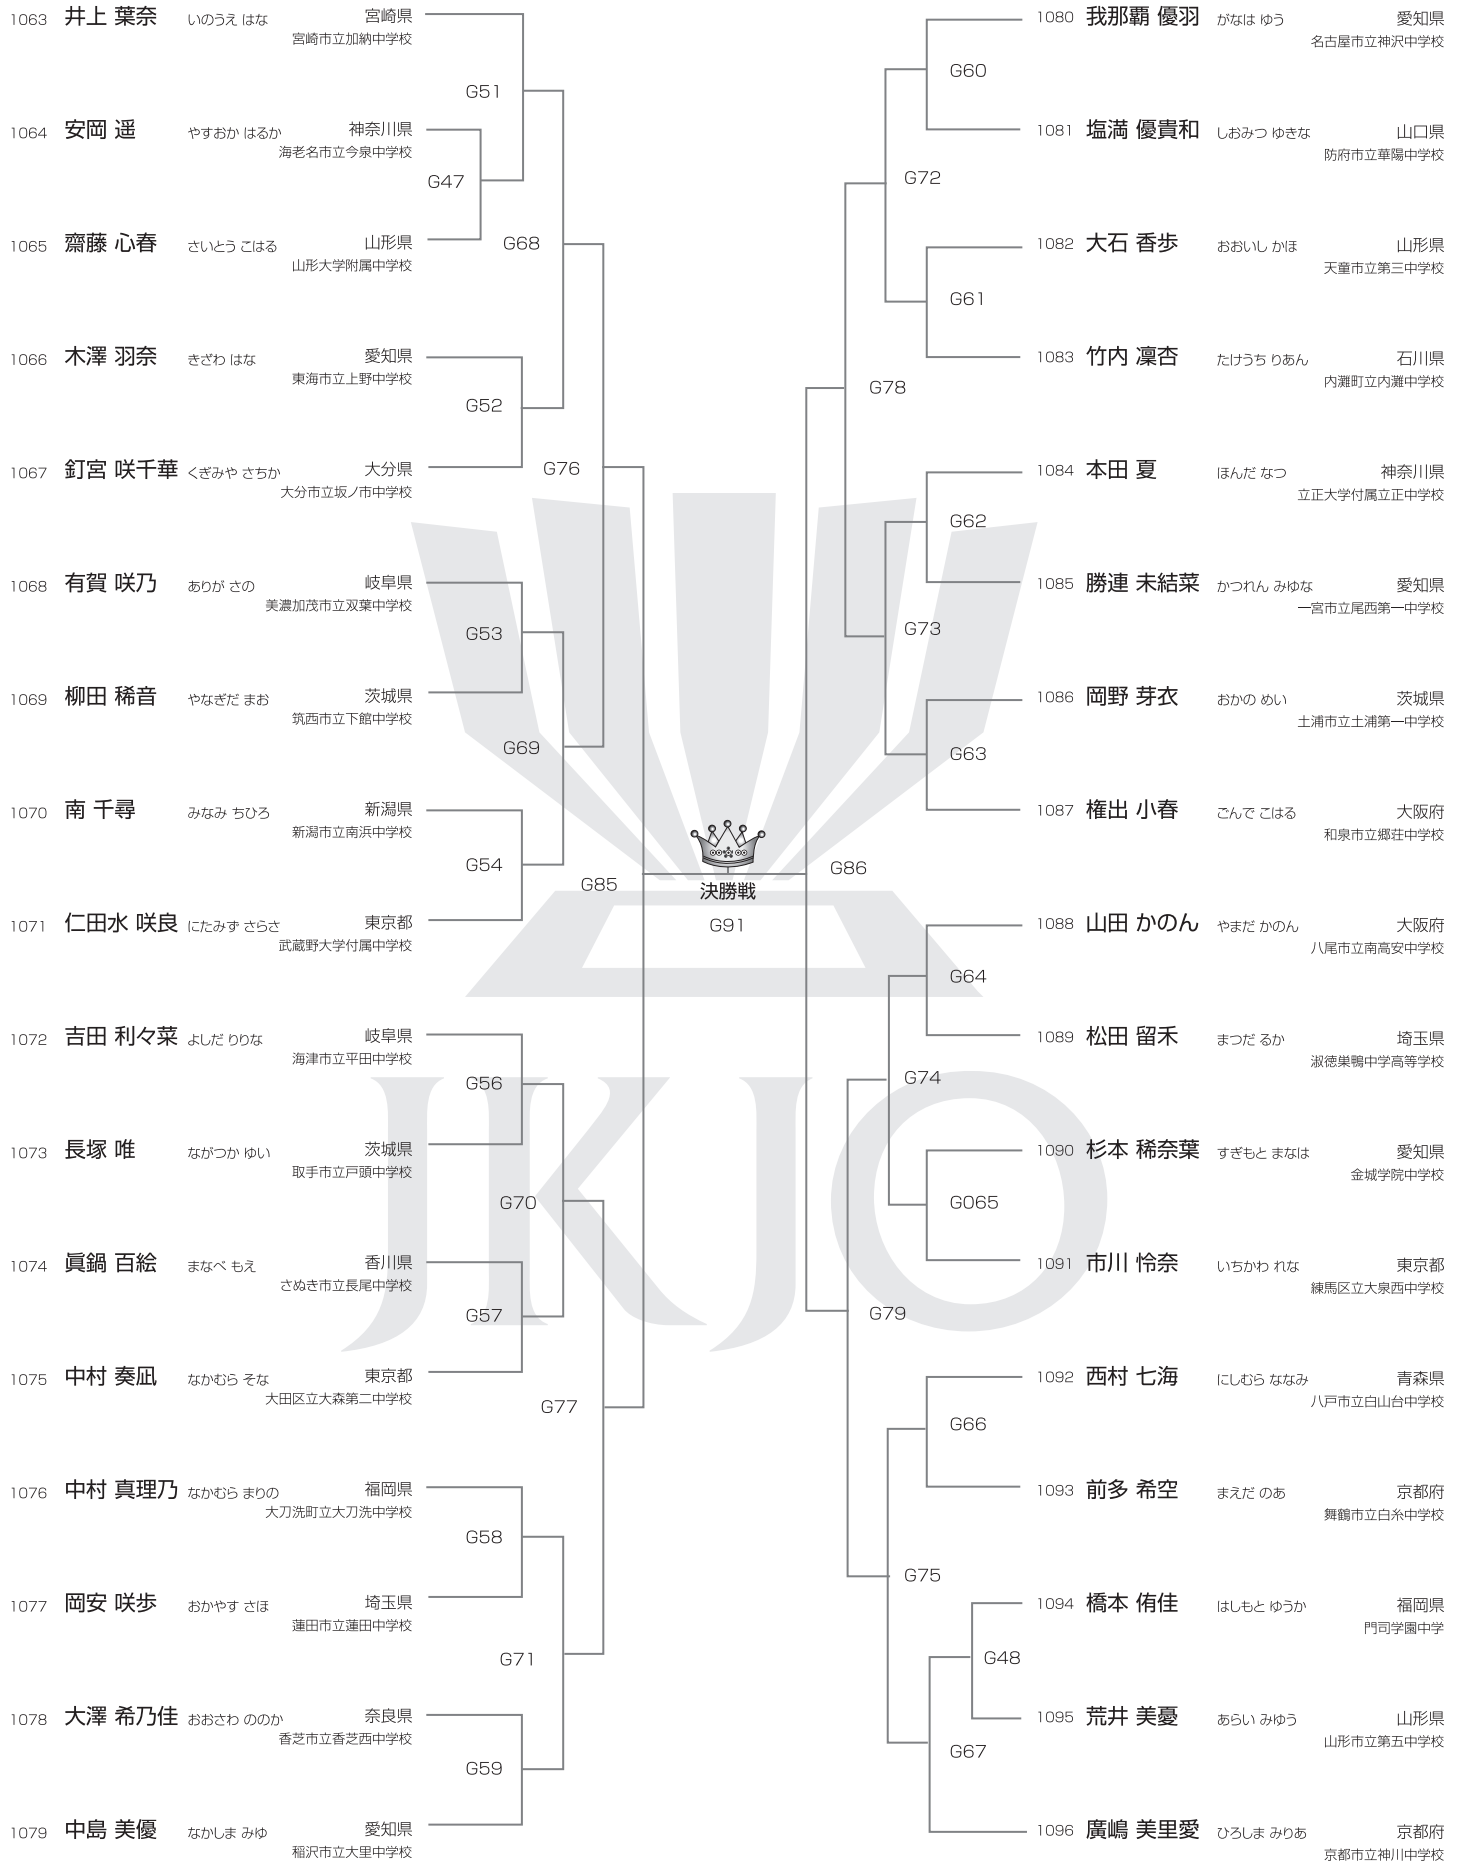 1063 井上 葉奈 いのうえ はな 宮崎県
宮崎市立加納中学校
G51
1064 安岡 遥 やすおか はるか 神奈川県
海老名市立今泉中学校
G47
1065 齋藤 心春 さいとう こはる 山形県
山形大学附属中学校
G68
1066 木澤 羽奈 きざわ はな 愛知県
東海市立上野中学校
G52
1067 釘宮 咲千華 くぎみや さちか 大分県
大分市立坂ノ市中学校
G76
1068 有賀 咲乃 ありが さの 岐阜県
美濃加茂市立双葉中学校
G53
1069 柳田 稀音 やなぎだ まお 茨城県
筑西市立下館中学校
G69
1070 南 千尋 みなみ ちひろ 新潟県
新潟市立南浜中学校
G54
1071 仁田水 咲良 にたみず さらさ 東京都
武蔵野大学付属中学校
G85
1072 吉田 利々菜 よしだ りりな 岐阜県
海津市立平田中学校
G56
1073 長塚 唯 ながつか ゆい 茨城県
取手市立戸頭中学校
G70
1074 眞鍋 百絵 まなべ もえ 香川県
さぬき市立長尾中学校
G57
1075 中村 奏凪 なかむら そな 東京都
大田区立大森第二中学校
G77
1076 中村 真理乃 なかむら まりの 福岡県
大刀洗町立大刀洗中学校
G58
1077 岡安 咲歩 おかやす さほ 埼玉県
蓮田市立蓮田中学校
G71
1078 大澤 希乃佳 おおさわ ののか 奈良県
香芝市立香芝西中学校
G59
1079 中島 美優 なかしま みゆ 愛知県
稲沢市立大里中学校
決勝戦
G91
JKJO
1080 我那覇 優羽 がなは ゆう 愛知県
名古屋市立神沢中学校
G60
1081 塩満 優貴和 しおみつ ゆきな 山口県
防府市立華陽中学校
G72
1082 大石 香歩 おおいし かほ 山形県
天童市立第三中学校
G61
1083 竹内 凜杏 たけうち りあん 石川県
内灘町立内灘中学校
G78
1084 本田 夏 ほんだ なつ 神奈川県
立正大学付属立正中学校
G62
1085 勝連 未結菜 かつれん みゆな 愛知県
一宮市立尾西第一中学校
G73
1086 岡野 芽衣 おかの めい 茨城県
土浦市立土浦第一中学校
G63
1087 権出 小春 ごんで こはる 大阪府
和泉市立郷荘中学校
G86
1088 山田 かのん やまだ かのん 大阪府
八尾市立南高安中学校
G64
1089 松田 留禾 まつだ るか 埼玉県
淑徳巣鴨中学高等学校
G74
1090 杉本 稀奈葉 すぎもと まなは 愛知県
金城学院中学校
G065
1091 市川 怜奈 いちかわ れな 東京都
練馬区立大泉西中学校
G79
1092 西村 七海 にしむら ななみ 青森県
八戸市立白山台中学校
G66
1093 前多 希空 まえだ のあ 京都府
舞鶴市立白糸中学校
G75
1094 橋本 侑佳 はしもと ゆうか 福岡県
門司学園中学
G48
1095 荒井 美憂 あらい みゆう 山形県
山形市立第五中学校
G67
1096 廣嶋 美里愛 ひろしま みりあ 京都府
京都市立神川中学校